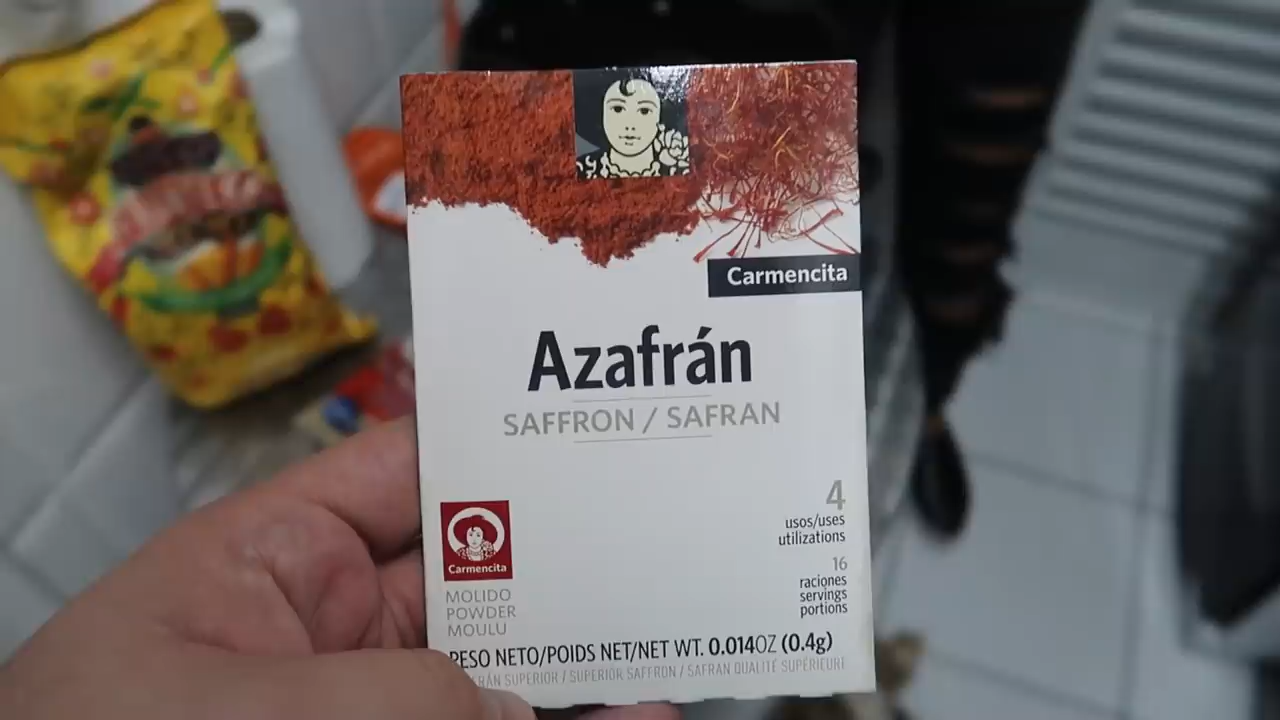 Carmencita
Azafrán
SAFFRON / SAFRAN
4
usos/uses
utilizations
16
raciones
servings
portions
Carmencita
MOLIDO
POWDER
MOULU
PESO NETO/POIDS NET/NET WT. 0.014OZ (0.4g)
SUPERIOR / SUPERIOR SAFFRON / SAFRAN QUALITÉ SUPÉRIEURE